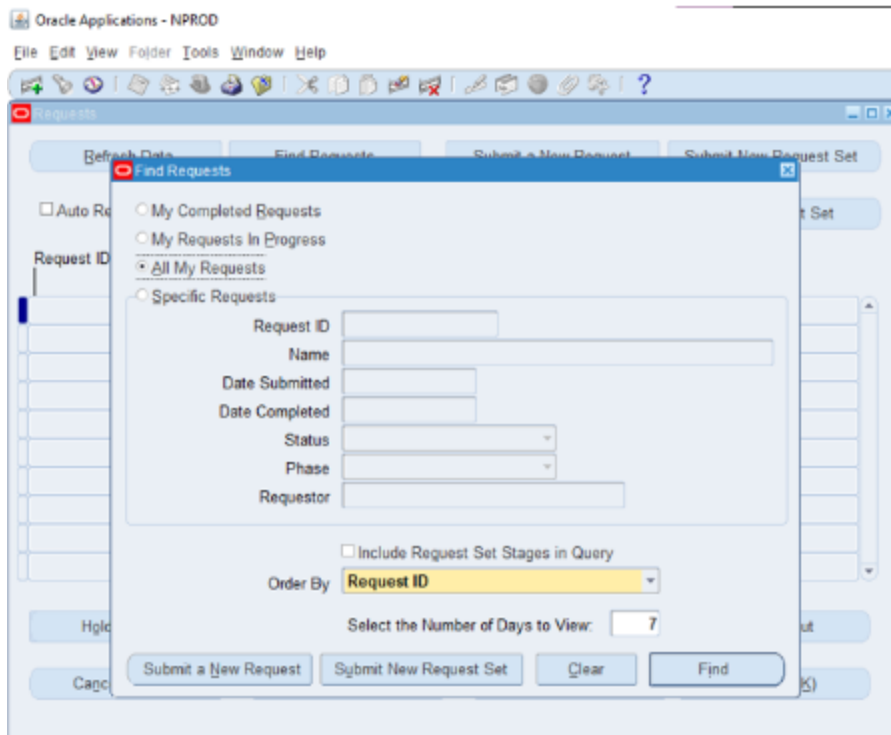 Oracle Applications - NPROD
File Edit View Folder Tools Window Help
Requests
Refresh Data Find Requests Submit a New Request Submit New Request Set
Find Requests
Auto Re
t Set
My Completed Requests
My Requests In Progress
Request ID
All My Requests
Specific Requests
Request ID
Name
Date Submitted
Date Completed
Status
Phase
Requestor
Include Request Set Stages in Query
Order By Request ID
Select the Number of Days to View: 7
Hold
ut
Submit a New Request Submit New Request Set Clear Find
Canc
K)